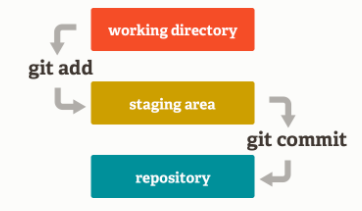 working directory
git add
staging area
git commit
repository